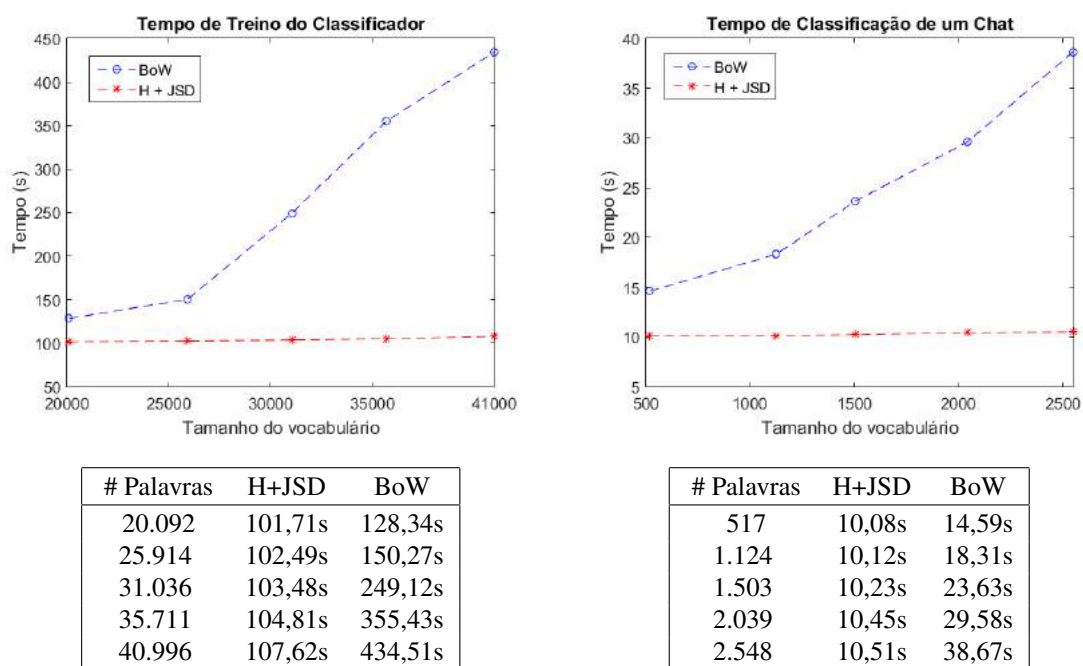 Tempo de Treino do Classificador
450
400
350
300
250
200
150
100
50
Tempo (s)
BoW
H + JSD
20000 25000 30000 35000 41000
Tamanho do vocabulário
Tempo de Classificação de um Chat
40
35
30
25
20
15
10
5
Tempo (s)
BoW
H + JSD
500 1000 1500 2000 2500
Tamanho do vocabulário
# Palavras H+JSD BoW
20.092 101,71s 128,34s
25.914 102,49s 150,27s
31.036 103,48s 249,12s
35.711 104,81s 355,43s
40.996 107,62s 434,51s
# Palavras H+JSD BoW
517 10,08s 14,59s
1.124 10,12s 18,31s
1.503 10,23s 23,63s
2.039 10,45s 29,58s
2.548 10,51s 38,67s